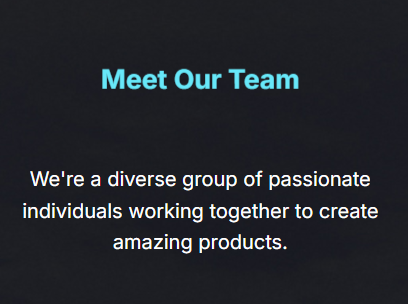 Meet Our Team
We're a diverse group of passionate
individuals working together to create
amazing products.